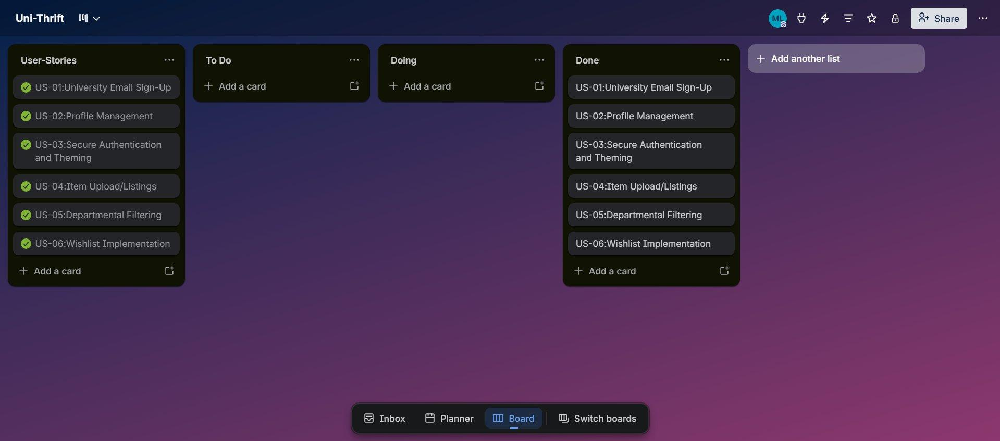 Uni-Thrift
ML
Share
User-Stories
US-01:University Email Sign-Up
US-02:Profile Management
US-03:Secure Authentication
and Theming
US-04:Item Upload/Listings
US-05:Departmental Filtering
US-06:Wishlist Implementation
Add a card
To Do
Add a card
Doing
Add a card
Done
US-01:University Email Sign-Up
US-02:Profile Management
US-03:Secure Authentication
and Theming
US-04:Item Upload/Listings
US-05:Departmental Filtering
US-06:Wishlist Implementation
Add a card
Add another list
Inbox
Planner
Board
Switch boards